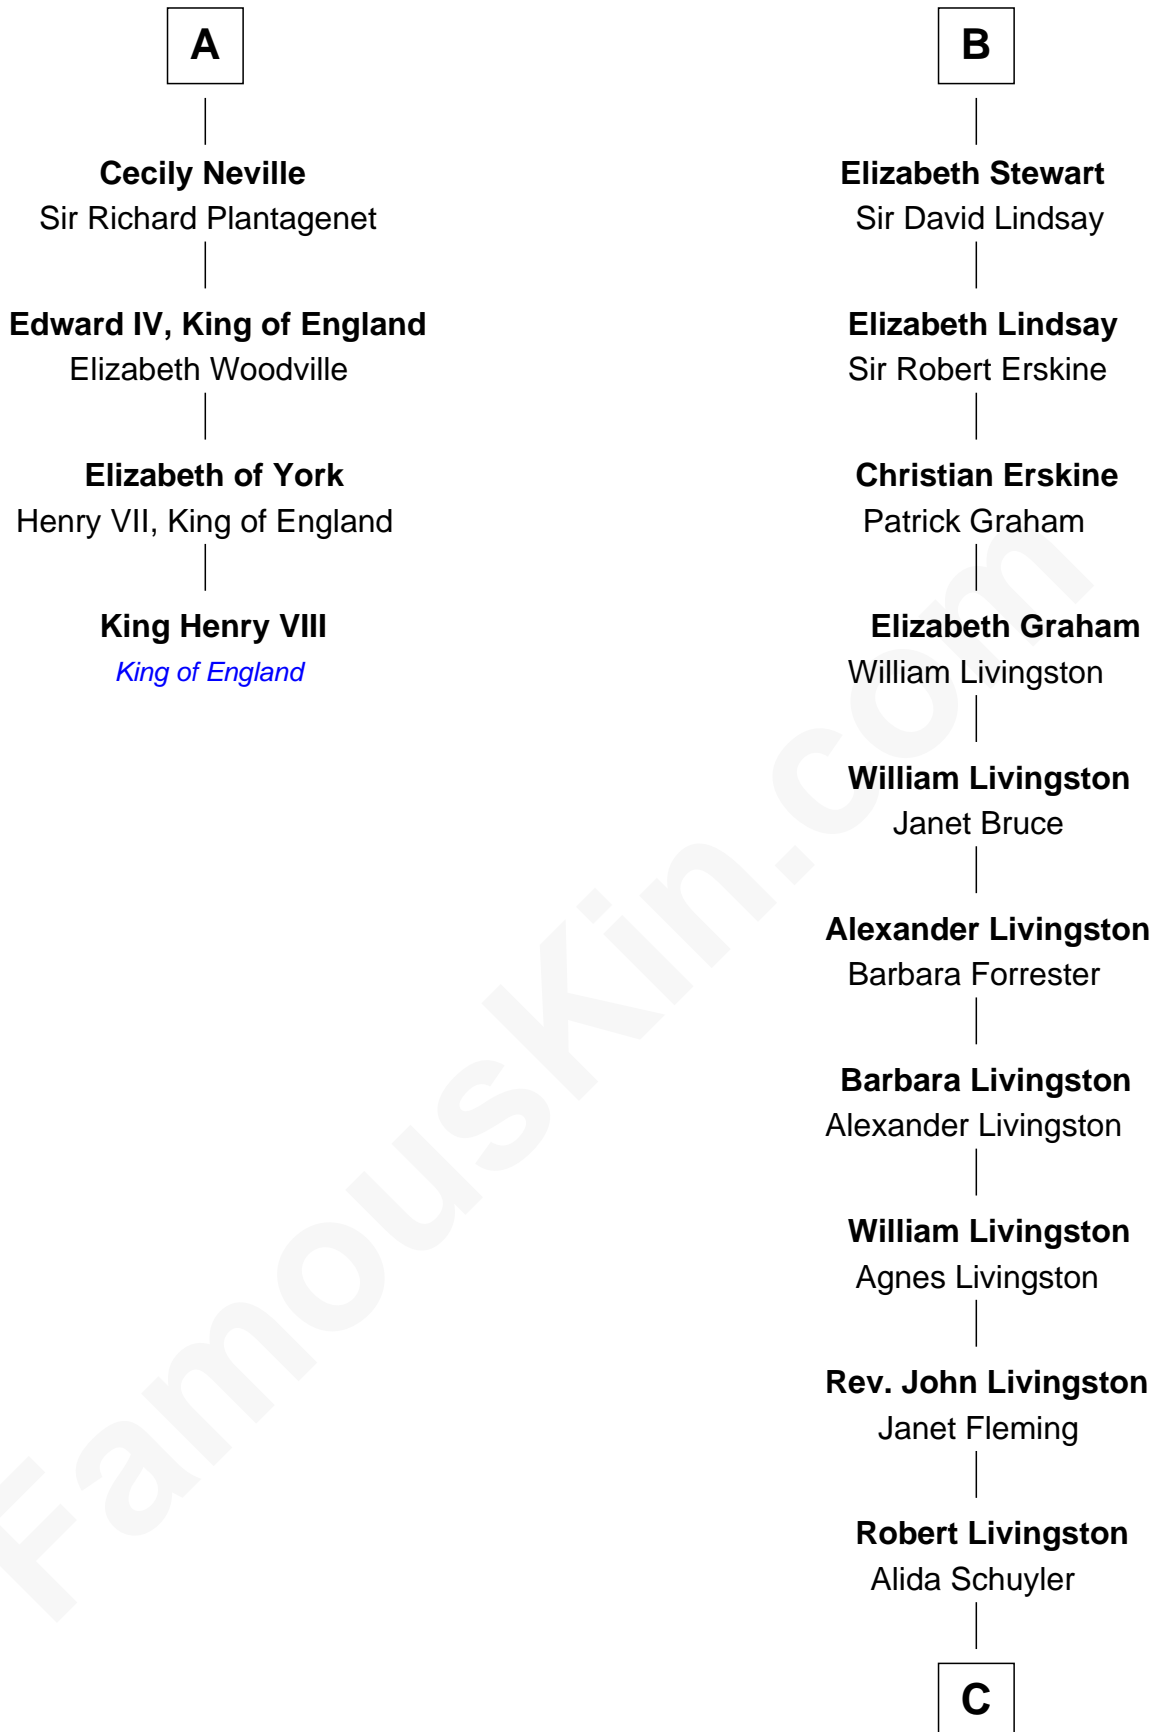 A
Cecily Neville
Sir Richard Plantagenet
Edward IV, King of England
Elizabeth Woodville
Elizabeth of York
Henry VII, King of England
King Henry VIII
King of England
B
Elizabeth Stewart
Sir David Lindsay
Elizabeth Lindsay
Sir Robert Erskine
Christian Erskine
Patrick Graham
Elizabeth Graham
William Livingston
William Livingston
Janet Bruce
Alexander Livingston
Barbara Forrester
Barbara Livingston
Alexander Livingston
William Livingston
Agnes Livingston
Rev. John Livingston
Janet Fleming
Robert Livingston
Alida Schuyler
C
FamousKin.com